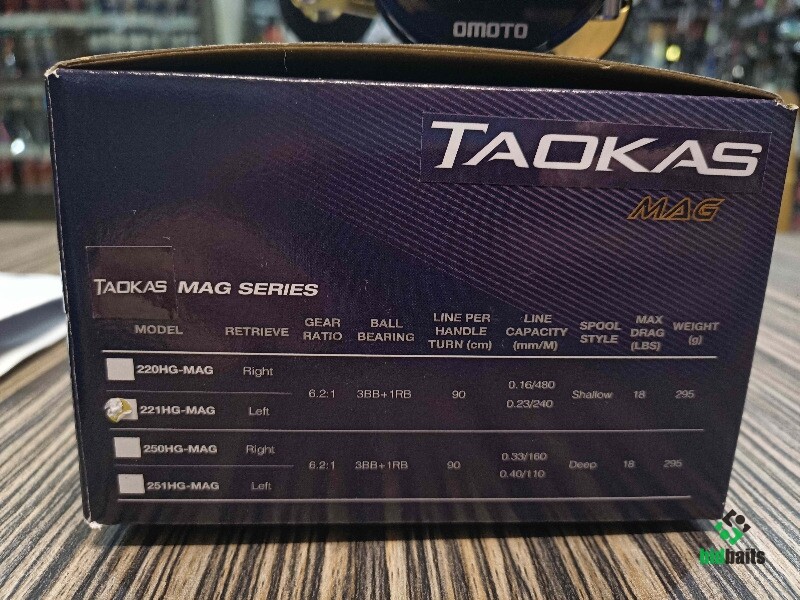 OMOTO
TAOKAS
MAG
TAOKAS MAG SERIES
MODEL RETRIEVE GEAR RATIO BALL BEARING LINE PER HANDLE TURN (cm) LINE CAPACITY (mm/M) SPOOL STYLE MAX DRAG (LBS) WEIGHT (g)
220HG-MAG Right
6.2:1 3BB+1RB 90 0.16/480 0.23/240 Shallow 18 295
221HG-MAG Left
250HG-MAG Right
6.2:1 3BB+1RB 90 0.33/160 0.40/110 Deep 18 295
251HG-MAG Left
bidbaits